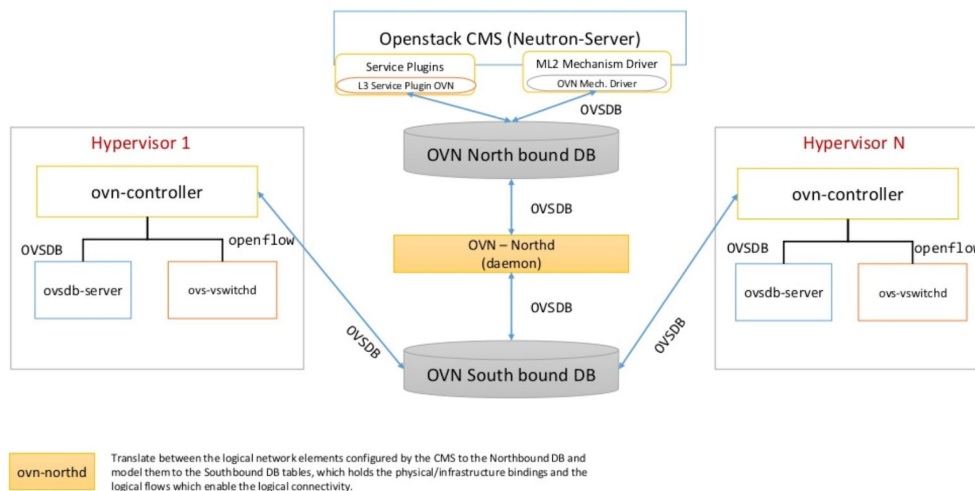 Openstack CMS (Neutron-Server)
Service Plugins
L3 Service Plugin OVN
ML2 Mechanism Driver
OVN Mech. Driver
OVSDB
OVN North bound DB
OVSDB
OVN – Northd
(daemon)
OVSDB
OVN South bound DB
Hypervisor 1
ovn-controller
OVSDB
openflow
ovsdb-server
ovs-vswitchd
OVSDB
Hypervisor N
ovn-controller
OVSDB
openflow
ovsdb-server
ovs-vswitchd
OVSDB
ovn-northd
Translate between the logical network elements configured by the CMS to the Northbound DB and
model them to the Southbound DB tables, which holds the physical/infrastructure bindings and the
logical flows which enable the logical connectivity.